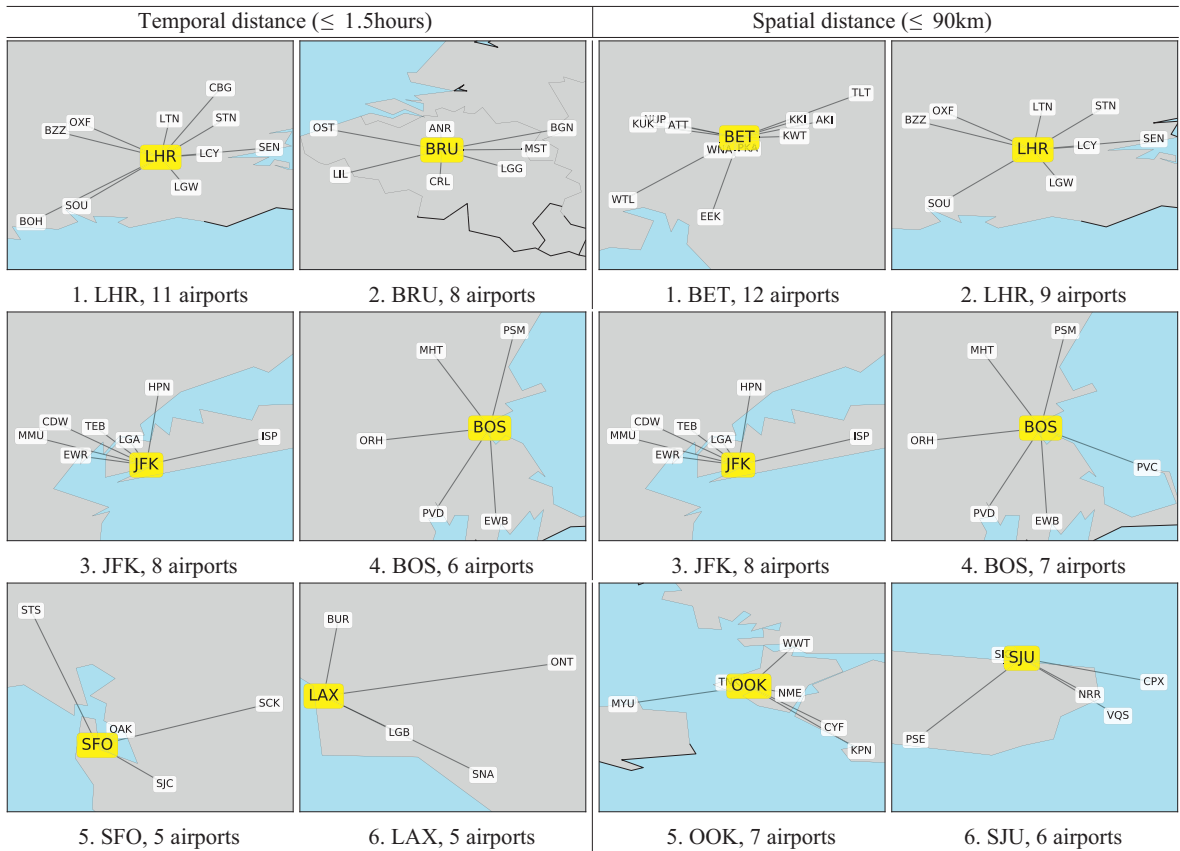 Temporal distance (≤ 1.5hours)
Spatial distance (≤ 90km)
CBG
OXF
BZZ
LTN
STN
LHR
LCY
SEN
LGW
SOU
BOH
1. LHR, 11 airports
OST
ANR
BGN
BRU
MST
LIL
CRL
LGG
2. BRU, 8 airports
TLT
KUK
ATT
KKI
AKI
BET
KWT
WNA
WTL
EEK
1. BET, 12 airports
OXF
BZZ
LTN
STN
LHR
LCY
SEN
LGW
SOU
2. LHR, 9 airports
HPN
CDW
MMU
TEB
LGA
EWR
JFK
ISP
3. JFK, 8 airports
PSM
MHT
BOS
ORH
PVD
EWB
4. BOS, 6 airports
HPN
CDW
MMU
TEB
LGA
EWR
JFK
ISP
3. JFK, 8 airports
PSM
MHT
BOS
ORH
PVC
PVD
EWB
4. BOS, 7 airports
STS
SCK
OAK
SFO
SJC
5. SFO, 5 airports
BUR
ONT
LAX
LGB
SNA
6. LAX, 5 airports
WWT
OOK
NME
MYU
CYF
KPN
5. OOK, 7 airports
SJU
CPX
NRR
VQS
PSE
6. SJU, 6 airports